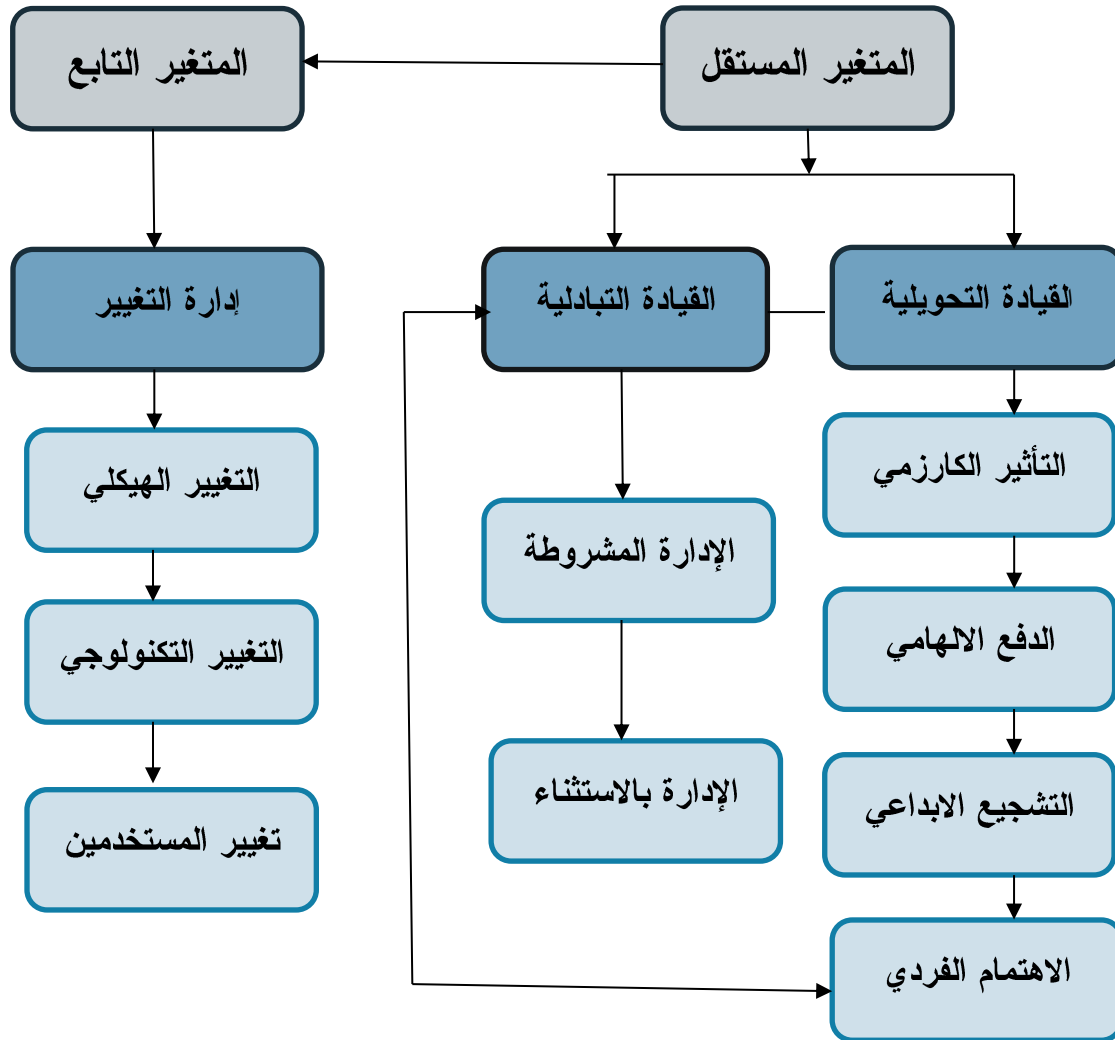 المتغير المستقل
المتغير التابع
القيادة التحويلية
القيادة التبادلية
إدارة التغيير
التأثير الكارزمي
الدفع الالهامي
التشجيع الابداعي
الاهتمام الفردي
الإدارة المشروطة
الإدارة بالاستثناء
التغيير الهيكلي
التغيير التكنولوجي
تغيير المستخدمين